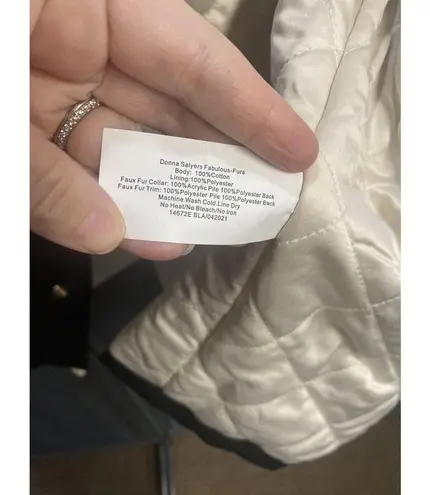 Donna Salyers Fabulous-Furs
Body: 100%Cotton
Lining:100%Polyester
Faux Fur Collar: 100%Acrylic Pile 100%Polyester Back
Faux Fur Trim: 100%Polyester Pile 100%Polyester Back
Machine Wash Cold.Line Dry
No Heat/No Bleach/No Iron
14672E BLA/042021